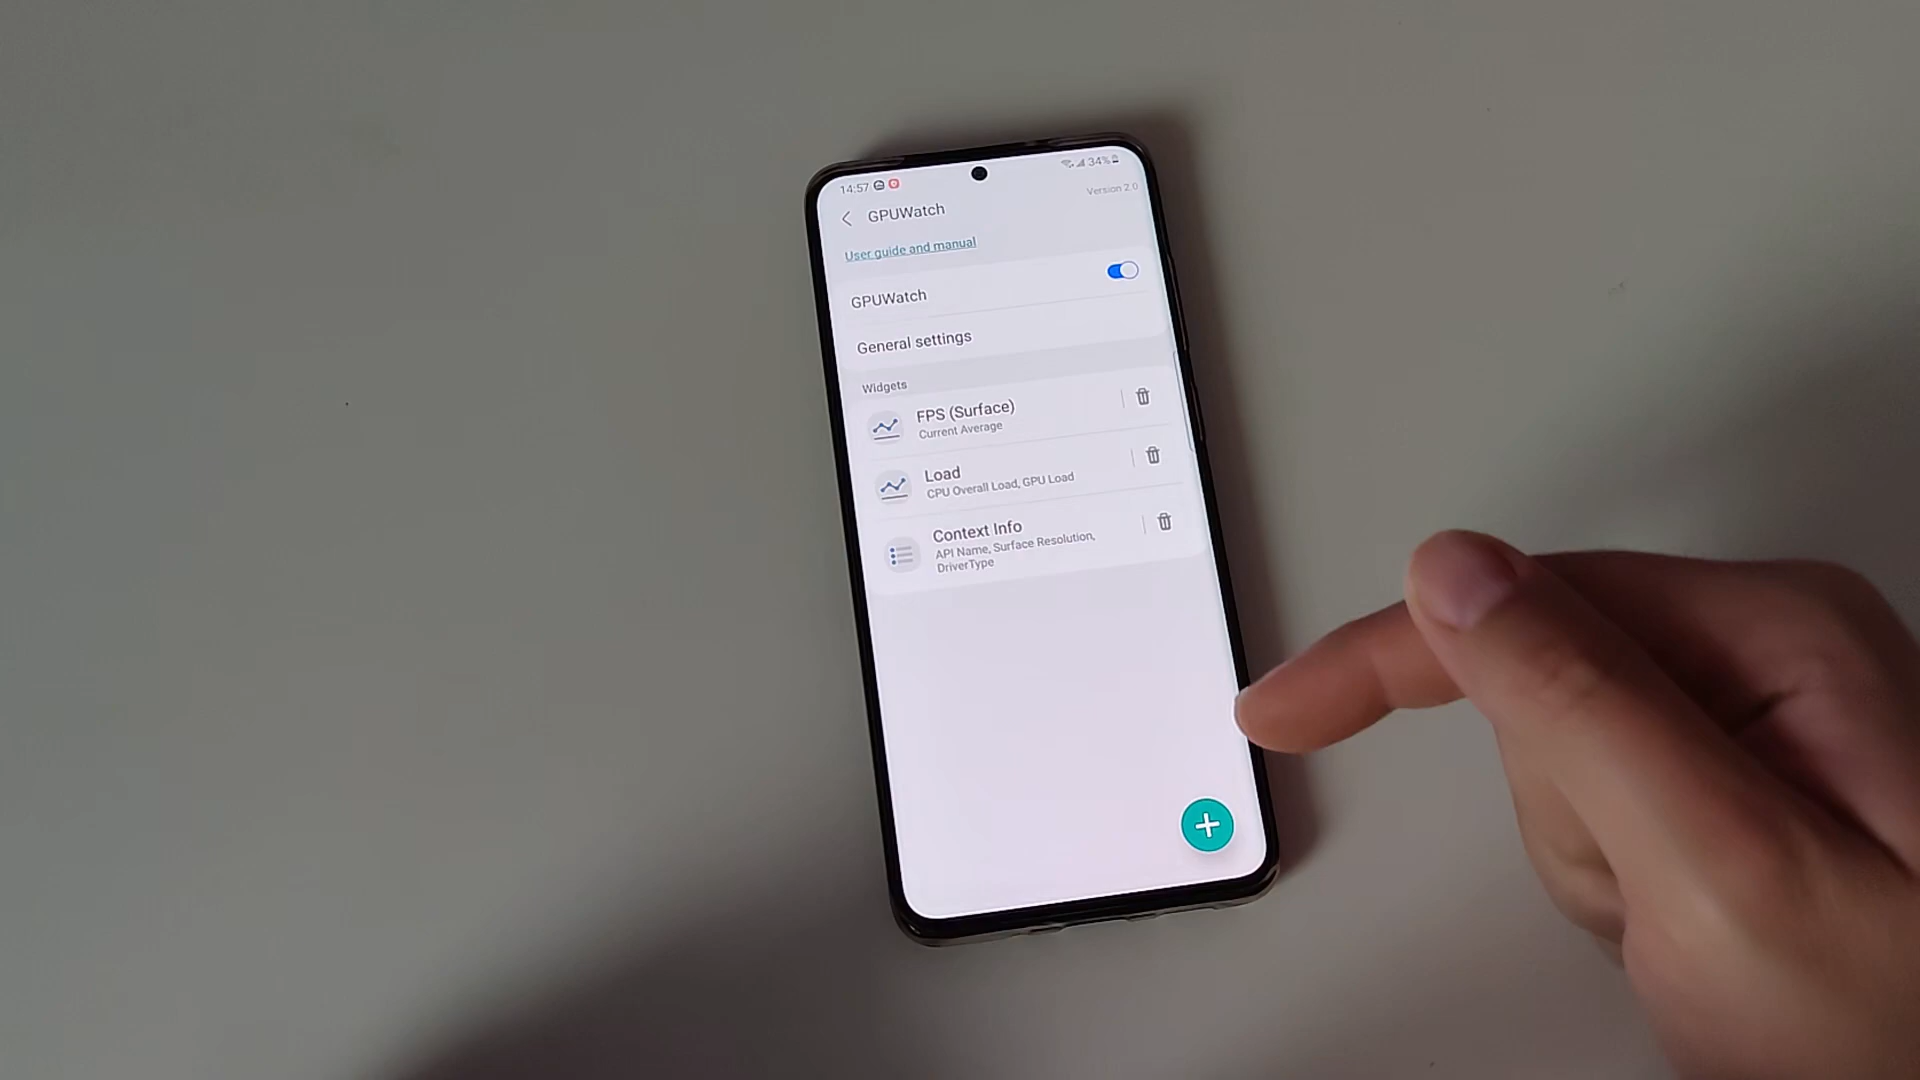 14:57
34%
Version 2.0
GPUWatch
User guide and manual
GPUWatch
General settings
Widgets
FPS (Surface)
Current Average
Load
CPU Overall Load, GPU Load
Context Info
API Name, Surface Resolution,
DriverType